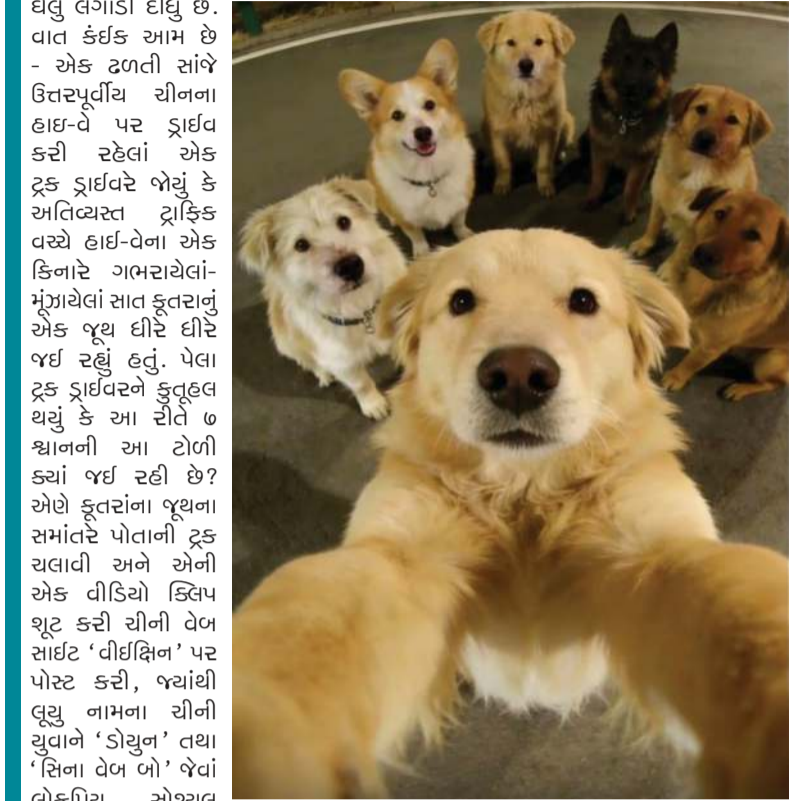 ઘેલું લગાડી દીધું છે.
વાત કંઈક આમ છે
- એક ઢળતી સાંજે
ઉત્તરપૂર્વીય ચીનના
હાઇ-વે પર ડ્રાઈવ
કરી રહેલાં એક
ટ્રક ડ્રાઈવરે જોયું કે
અતિવ્યસ્ત ટ્રાફિક
વચ્ચે હાઈ-વેના એક
કિનારે ગભરાયેલાં-
મૂંઝાયેલાં સાત કૂતરાનું
એક જૂથ ધીરે ધીરે
જઈ રહ્યું હતું. પેલા
ટ્રક ડ્રાઈવરને કુતૂહલ
થયું કે આ રીતે ૭
શ્વાનની આ ટોળી
ક્યાં જઈ રહી છે?
એણે કૂતરાંના જૂથના
સમાંતરે પોતાની ટ્રક
ચલાવી અને એની
એક વીડિયો ક્લિપ
શૂટ કરી ચીની વેબ
સાઈટ ‘વીઈક્ષિન’ પર
પોસ્ટ કરી, જ્યાંથી
લૂયુ નામના ચીની
યુવાને ‘ડોયુન’ તથા
‘સિના વેબ બો’ જેવાં
લોકપ્રિય સોશ્યલ